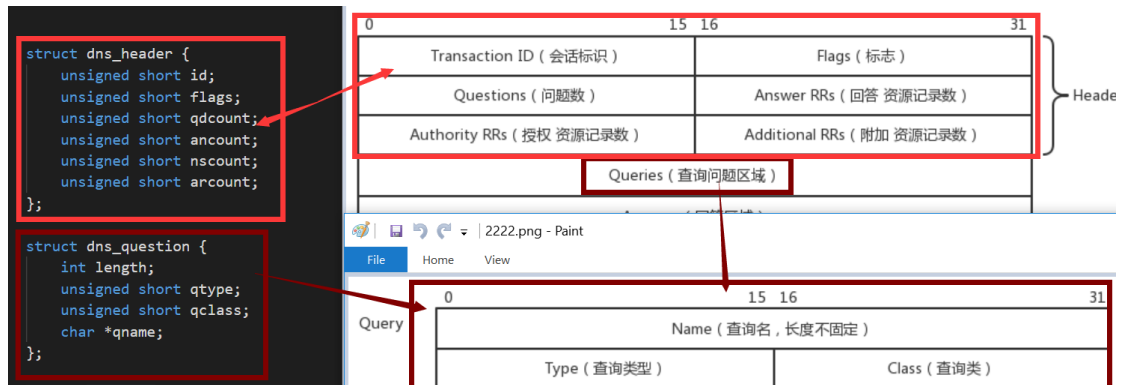 struct dns_header {
unsigned short id;
unsigned short flags;
unsigned short qdcount;
unsigned short ancount;
unsigned short nscount;
unsigned short arcount;
};
struct dns_question {
int length;
unsigned short qtype;
unsigned short qclass;
char *qname;
};
0 15 16 31
Transaction ID（会话标识） Flags（标志）
Questions（问题数） Answer RRs（回答 资源记录数）
Authority RRs（授权 资源记录数） Additional RRs（附加 资源记录数）
Heade
Queries（查询问题区域）
2222.png - Paint
File Home View
0 15 16 31
Query
Name（查询名，长度不固定）
Type（查询类型） Class（查询类）